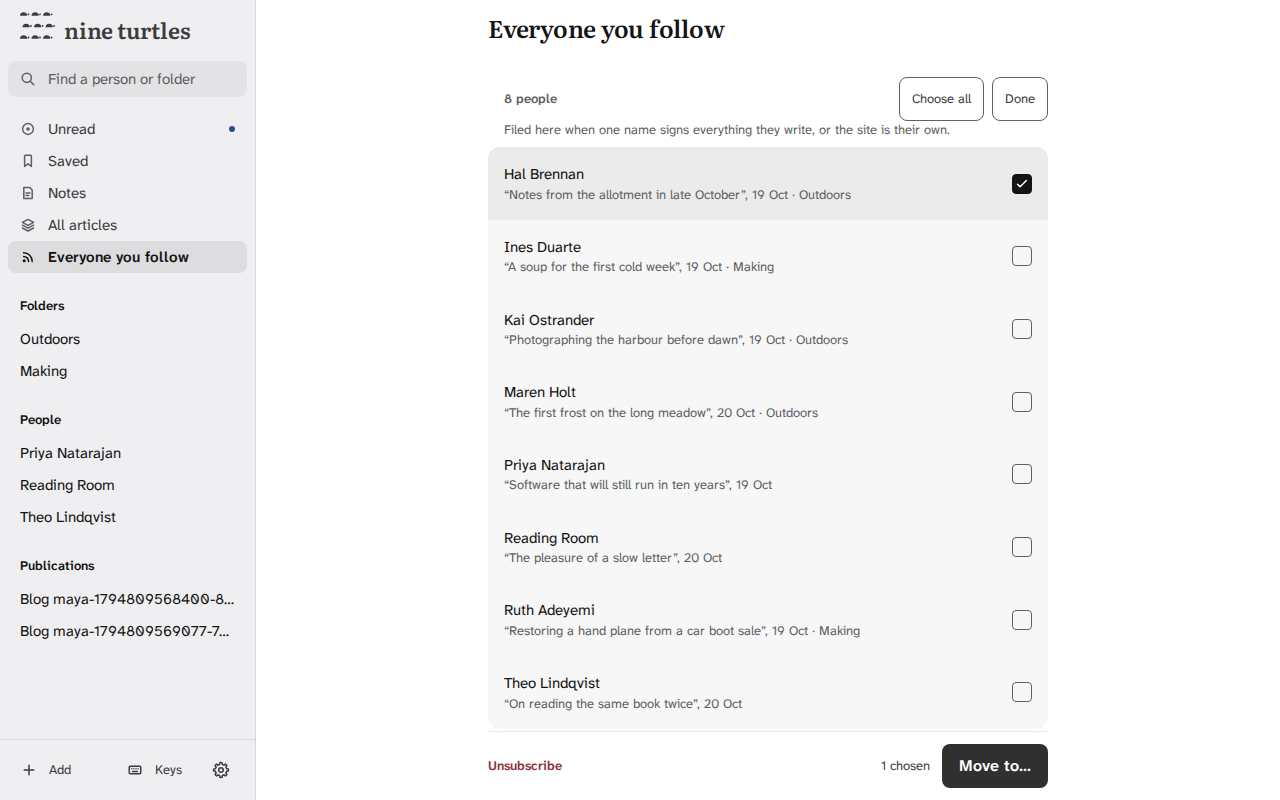 nine turtles
Find a person or folder
Unread
Saved
Notes
All articles
Everyone you follow
Folders
Outdoors
Making
People
Priya Natarajan
Reading Room
Theo Lindqvist
Publications
Blog maya-1794809568400-8...
Blog maya-1794809569077-7...
Add
Keys
Everyone you follow
8 people
Choose all
Done
Filed here when one name signs everything they write, or the site is their own.
Hal Brennan
“Notes from the allotment in late October”, 19 Oct · Outdoors
Ines Duarte
“A soup for the first cold week”, 19 Oct · Making
Kai Ostrander
“Photographing the harbour before dawn”, 19 Oct · Outdoors
Maren Holt
“The first frost on the long meadow”, 20 Oct · Outdoors
Priya Natarajan
“Software that will still run in ten years”, 19 Oct
Reading Room
“The pleasure of a slow letter”, 20 Oct
Ruth Adeyemi
“Restoring a hand plane from a car boot sale”, 19 Oct · Making
Theo Lindqvist
“On reading the same book twice”, 20 Oct
Unsubscribe
1 chosen
Move to...